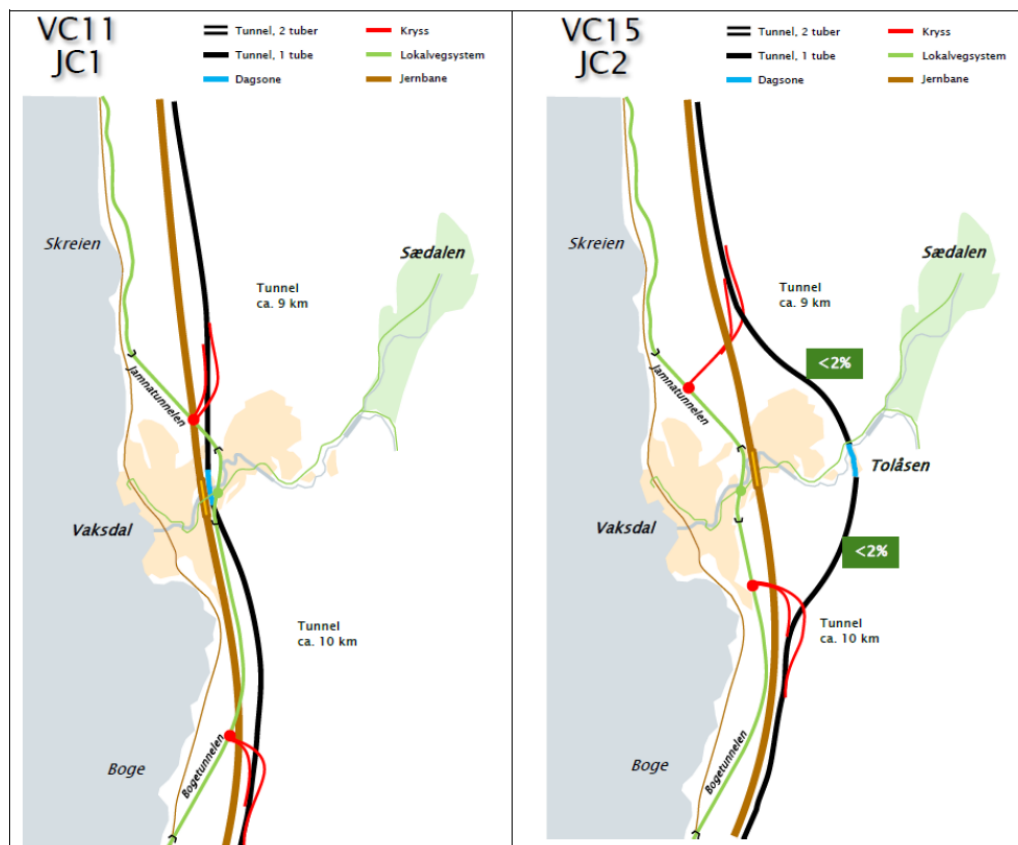 VC11
JC1
Tunnel, 2 tuber
Kryss
Tunnel, 1 tube
Lokalvegsystem
Dagsone
Jernbane
Skreien
Sædalen
Tunnel
ca. 9 km
Jamnatunnelen
Vaksdal
Tunnel
ca. 10 km
Boge
Bogetunnelen
VC15
JC2
Tunnel, 2 tuber
Kryss
Tunnel, 1 tube
Lokalvegsystem
Dagsone
Jernbane
Skreien
Sædalen
Tunnel
ca. 9 km
<2%
Jamnatunnelen
Tolåsen
Vaksdal
<2%
Tunnel
ca. 10 km
Boge
Bogetunnelen